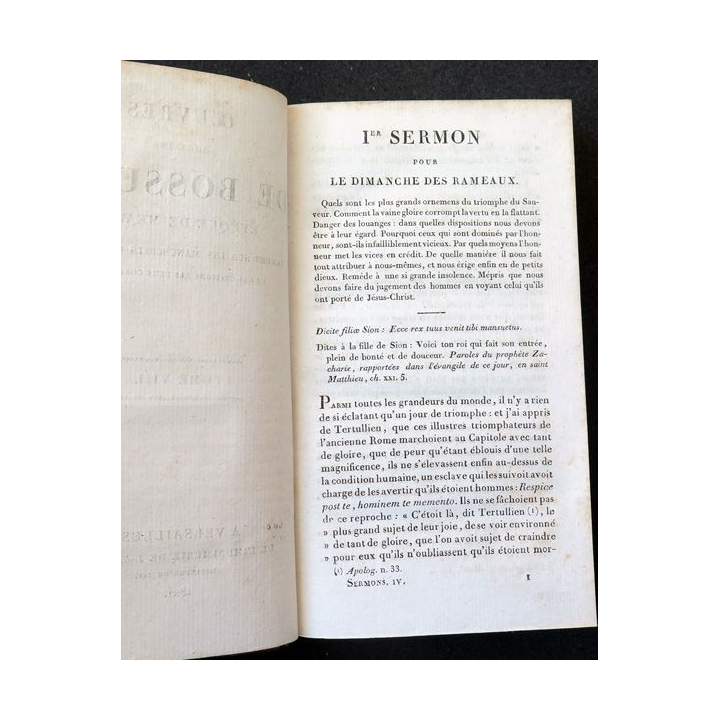 IER SERMON
POUR
LE DIMANCHE DES RAMEAUX.
Quels sont les plus grands ornemens du triomphe du Sau-
veur. Comment la vaine gloire corrompt la vertu en la flattant.
Danger des louanges : dans quelles dispositions nous devons
être à leur égard. Pourquoi ceux qui sont dominés par l'hon-
neur, sont-ils infailliblement vicieux. Par quels moyens l'hon-
neur met les vices en crédit. De quelle manière il nous fait
tout attribuer à nous-mêmes, et nous érige enfin en de petits
dieux. Remède à une si grande insolence. Mépris que nous
devons faire du jugement des hommes en voyant celui qu'ils
ont porté de Jésus-Christ.
Dicite filiæ Sion : Ecce rex tuus venit tibi mansuetus.
Dites à la fille de Sion : Voici ton roi qui fait son entrée,
plein de bonté et de douceur. Paroles du prophète Za-
charie, rapportées dans l'évangile de ce jour, en saint
Matthieu, ch. XXI. 5.
PARMI toutes les grandeurs du monde, il n'y a rien
de si éclatant qu'un jour de triomphe : et j'ai appris
de Tertullien, que ces illustres triomphateurs de
l'ancienne Rome marchoient au Capitole avec tant
de gloire, que de peur qu'étant éblouis d'une telle
magnificence, ils ne s'élevassent enfin au-dessus de
la condition humaine, un esclave qui les suivoit avoit
charge de les avertir qu'ils étoient hommes : Respice
post te, hominem te memento. Ils ne se fâchoient pas
de ce reproche : « C'étoit là, dit Tertullien (1), le
» plus grand sujet de leur joie, de se voir environné
» de tant de gloire, que l'on avoit sujet de craindre
» pour eux qu'ils n'oubliassent qu'ils étoient mor-
(1) Apolog. n. 33.
SERMONS. IV. 1